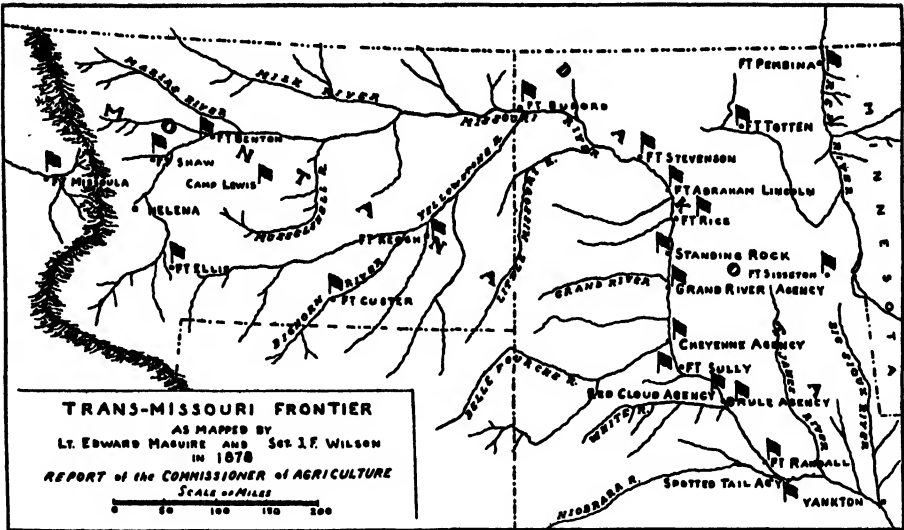 MARIAS RIVER
MILK RIVER
MISSOURI RIVER
MONTANA
DAKOTA
MINNESOTA
FT PEMBINA
RED RIVER
FT BUFORD
FT TOTTEN
FT BENTON
FT SHAW
FT MISSOULA
CAMP LEWIS
HELENA
MUSSELSHELL R.
YELLOWSTONE R.
LITTLE MISSOURI R.
FT STEVENSON
FT ABRAHAM LINCOLN
FT RICE
FT KEOGH
FT ELLIS
STANDING ROCK
FT SISSETON
BIGHORN RIVER
FT CUSTER
GRAND RIVER
GRAND RIVER AGENCY
CHEYENNE AGENCY
FT SULLY
BELLE FOURCHE R.
RED CLOUD AGENCY
BRULE AGENCY
JAMES RIVER
BIG SIOUX RIVER
WHITE R.
FT RANDALL
SPOTTED TAIL AGY
NIOBRARA R.
YANKTON
TRANS-MISSOURI FRONTIER
AS MAPPED BY
LT. EDWARD MAGUIRE AND SGT. J.F. WILSON
IN 1878
REPORT of the COMMISSIONER of AGRICULTURE
SCALE OF MILES
0 50 100 150 200